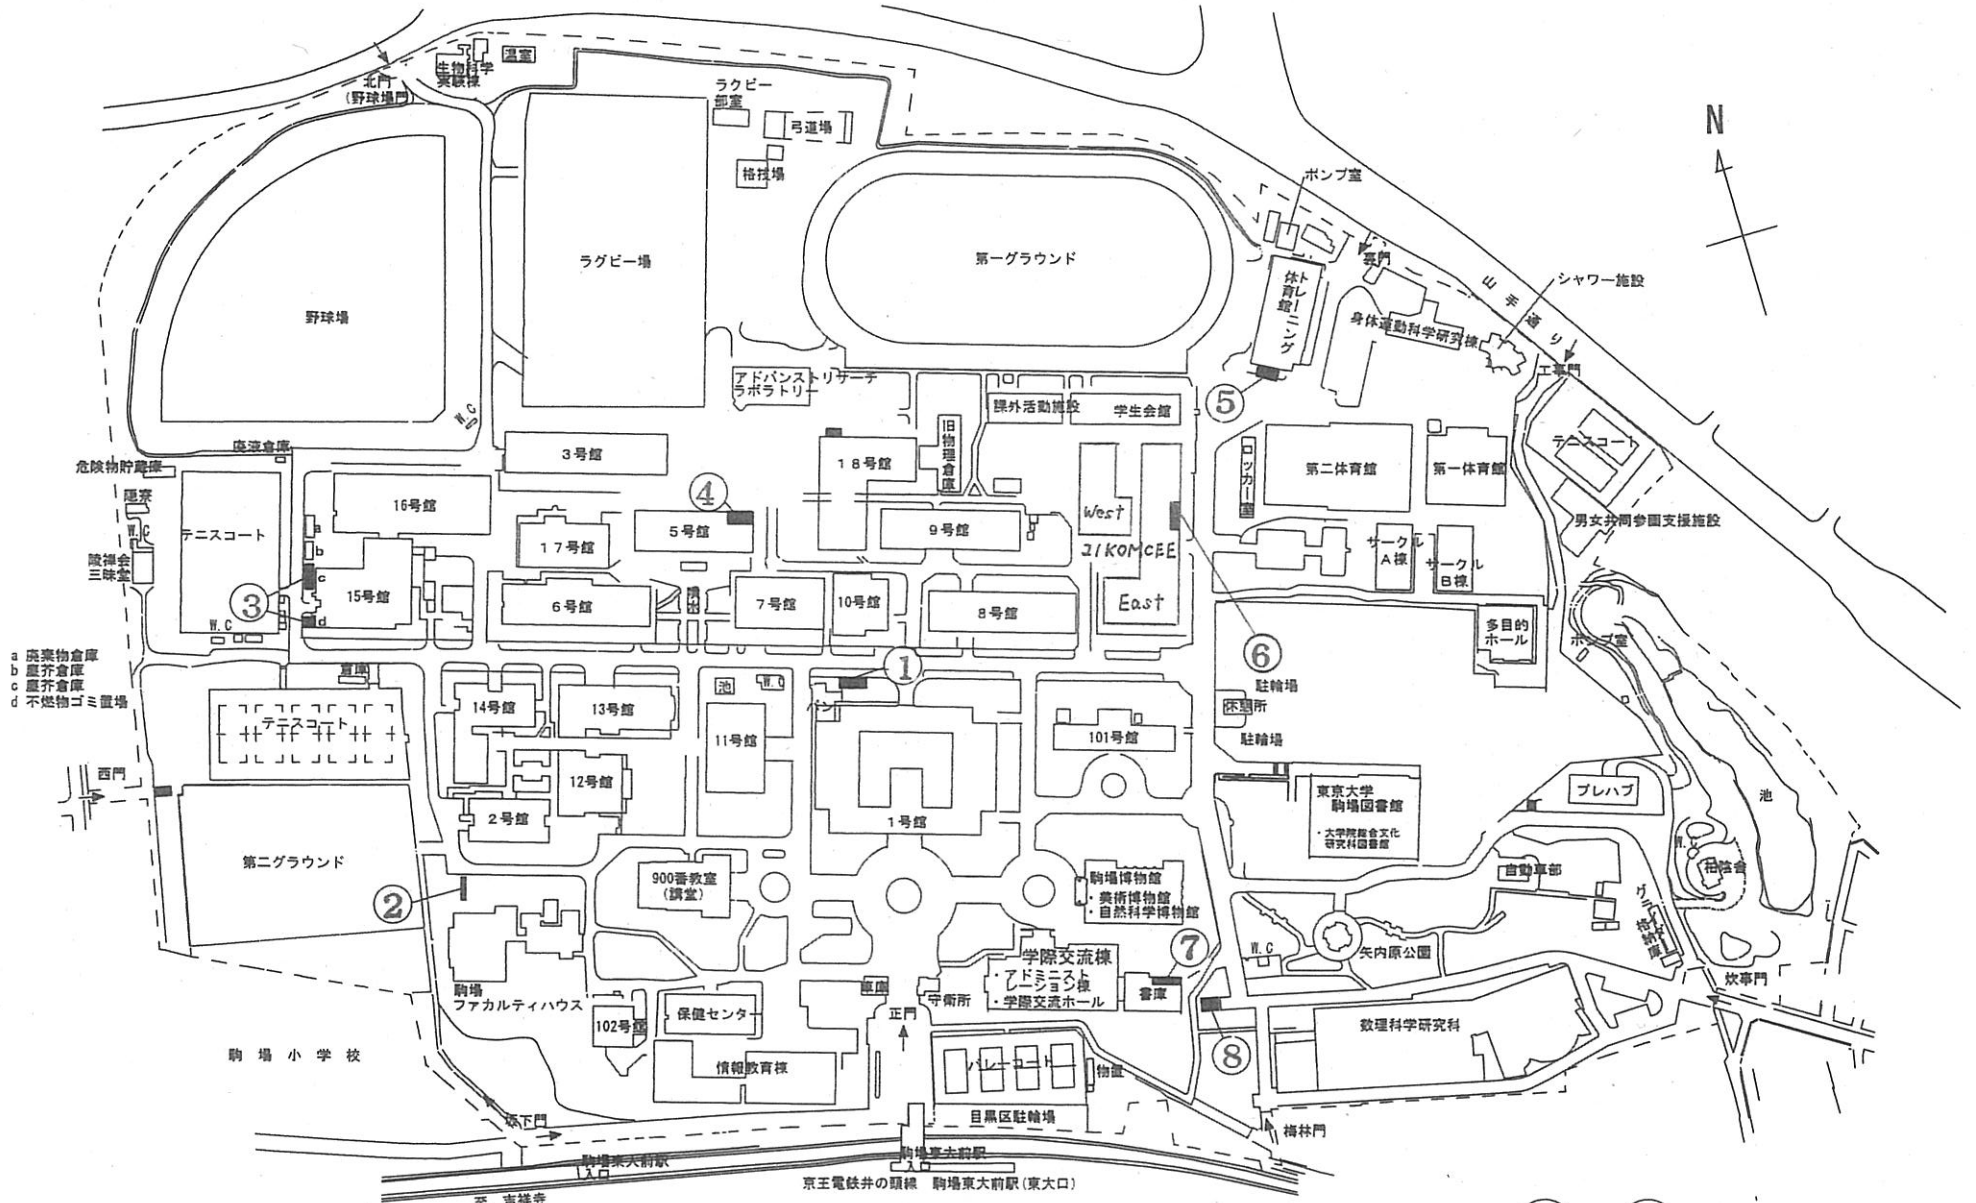 生物科学
実験棟
温室
北門
(野球場門)
ラクビー
部室
弓道場
格技場
N
ポンプ室
裏門
山手通り
シャワー施設
ラグビー場
第一グラウンド
トレーニング
体育館
身体運動科学研究棟
工事門
野球場
アドバンストリサーチ
ラボラトリー
課外活動施設
学生会館
⑤
W.C
廃液倉庫
危険物貯蔵庫
3号館
18号館
旧物理倉庫
ロッカー室
第二体育館
第一体育館
テニスコート
隠寮
W.C
テニスコート
16号館
④
5号館
17号館
9号館
West
21KOMCEE
East
サークル
A棟
サークル
B棟
男女共同参画支援施設
陵禅会
三昧堂
a
b
c
d
③
15号館
6号館
7号館
10号館
8号館
多目的
ホール
ポンプ室
W.C
a 廃棄物倉庫
b 塵芥倉庫
c 塵芥倉庫
d 不燃物ゴミ置場
倉庫
①
⑥
駐輪場
休憩所
駐輪場
池
W.C
テニスコート
14号館
13号館
11号館
101号館
西門
12号館
2号館
1号館
東京大学
駒場図書館
・大学院総合文化
研究科図書館
プレハブ
池
第二グラウンド
②
900番教室
(講堂)
駒場博物館
・美術博物館
・自然科学博物館
自動車部
W.C
柏蔭舎
学際交流棟
・アドミニスト
レーション棟
・学際交流ホール
⑦
書庫
W.C
矢内原公園
炊事門
駒場
ファカルティハウス
車庫
守衛所
正門
102号館
保健センター
⑧
数理科学研究科
駒場小学校
情報教育棟
バレーコート
物置
目黒区駐輪場
坂下門
梅林門
駒場東大前駅
入口
駒場東大前駅
入口
京王電鉄井の頭線 駒場東大前駅(東大口)
至 吉祥寺